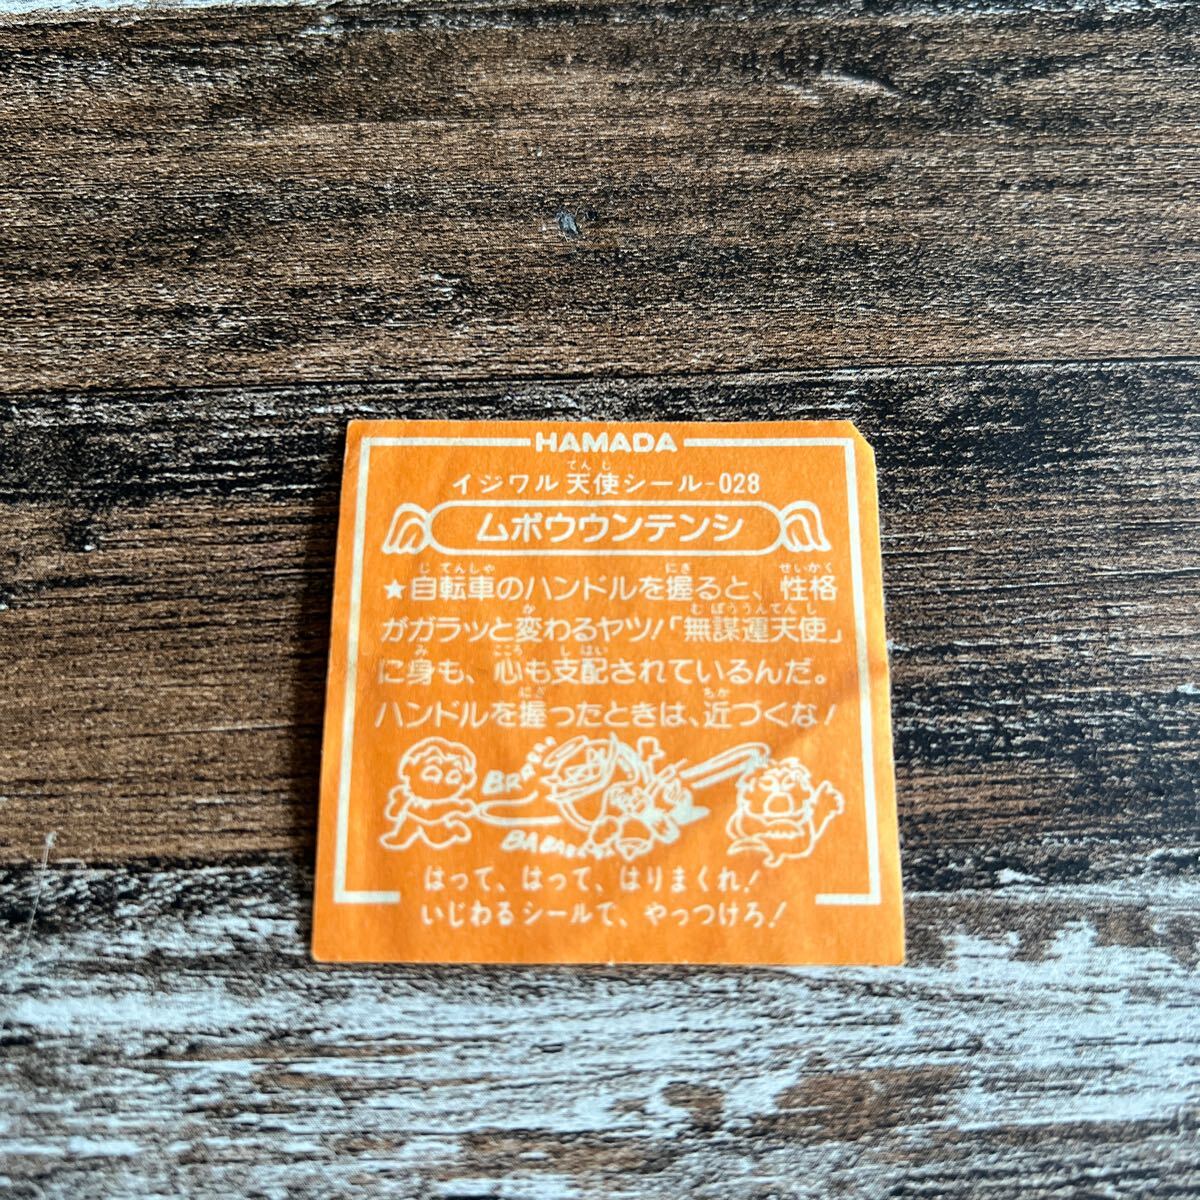 HAMADA
てんし
イジワル天使シール-028
ムボウウンテンシ
じてんしゃ にぎ せいかく
★自転車のハンドルを握ると、性格
か むぼううんてんし
がガラッと変わるヤツ!「無謀運天使」
み こころ しはい
に身も、心も支配されているんだ。
にぎ ちか
ハンドルを握ったときは、近づくな!
はって、はって、はりまくれ!
いじわるシールで、やっつけろ!